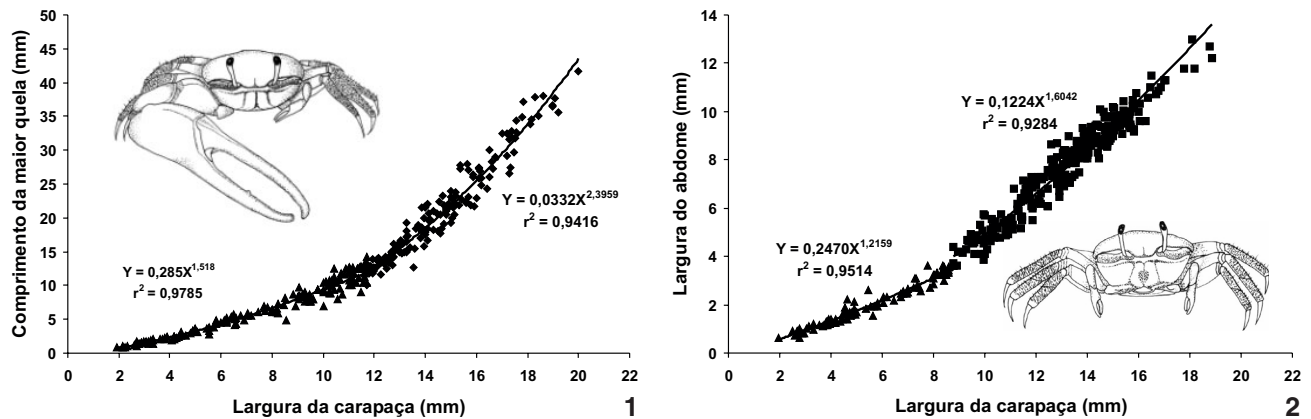 Comprimento da maior quela (mm)
50
45
40
35
30
25
20
15
10
5
0
Y = 0,0332X^2,3959
r² = 0,9416
Y = 0,285X^1,518
r² = 0,9785
0 2 4 6 8 10 12 14 16 18 20 22
Largura da carapaça (mm)
1
Largura do abdome (mm)
14
12
10
8
6
4
2
0
Y = 0,1224X^1,6042
r² = 0,9284
Y = 0,2470X^1,2159
r² = 0,9514
0 2 4 6 8 10 12 14 16 18 20 22
Largura da carapaça (mm)
2